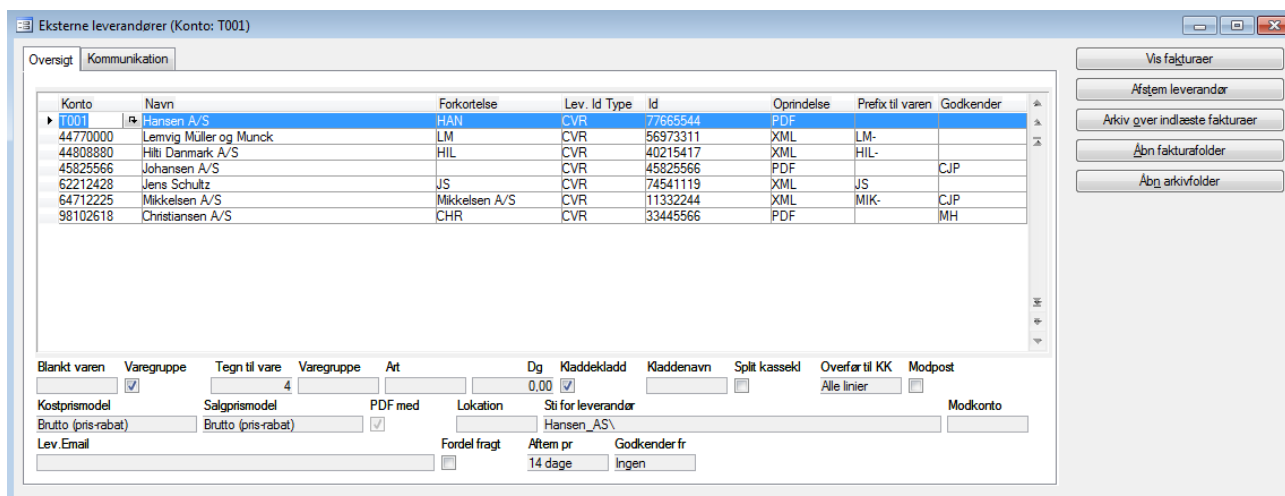 Eksterne leverandører (Konto: T001)
Oversigt Kommunikation
Vis fakturaer
Afstem leverandør
Arkiv over indlæste fakturaer
Åbn fakturafolder
Åbn arkivfolder
Konto Navn Forkortelse Lev. Id Type Id Oprindelse Prefix til varen Godkender
T001 Hansen A/S HAN CVR 77665544 PDF
44770000 Lemvig Müller og Munck LM CVR 56973311 XML LM-
44808880 Hilti Danmark A/S HIL CVR 40215417 XML HIL-
45825566 Johansen A/S CVR 45825566 PDF CJP
62212428 Jens Schultz JS CVR 74541119 XML JS
64712225 Mikkelsen A/S Mikkelsen A/S CVR 11332244 XML MIK- CJP
98102618 Christiansen A/S CHR CVR 33445566 PDF MH
Blankt varen Varegruppe Tegn til vare Varegruppe Art Dg Kladdekladd Kladdenavn Split kassekl Overfør til KK Modpost
4 0,00 Alle linier
Kostprismodel Salgprismodel PDF med Lokation Sti for leverandør Modkonto
Brutto (pris-rabat) Brutto (pris-rabat) Hansen_AS\
Lev.Email Fordel fragt Aftem pr Godkender fr
14 dage Ingen